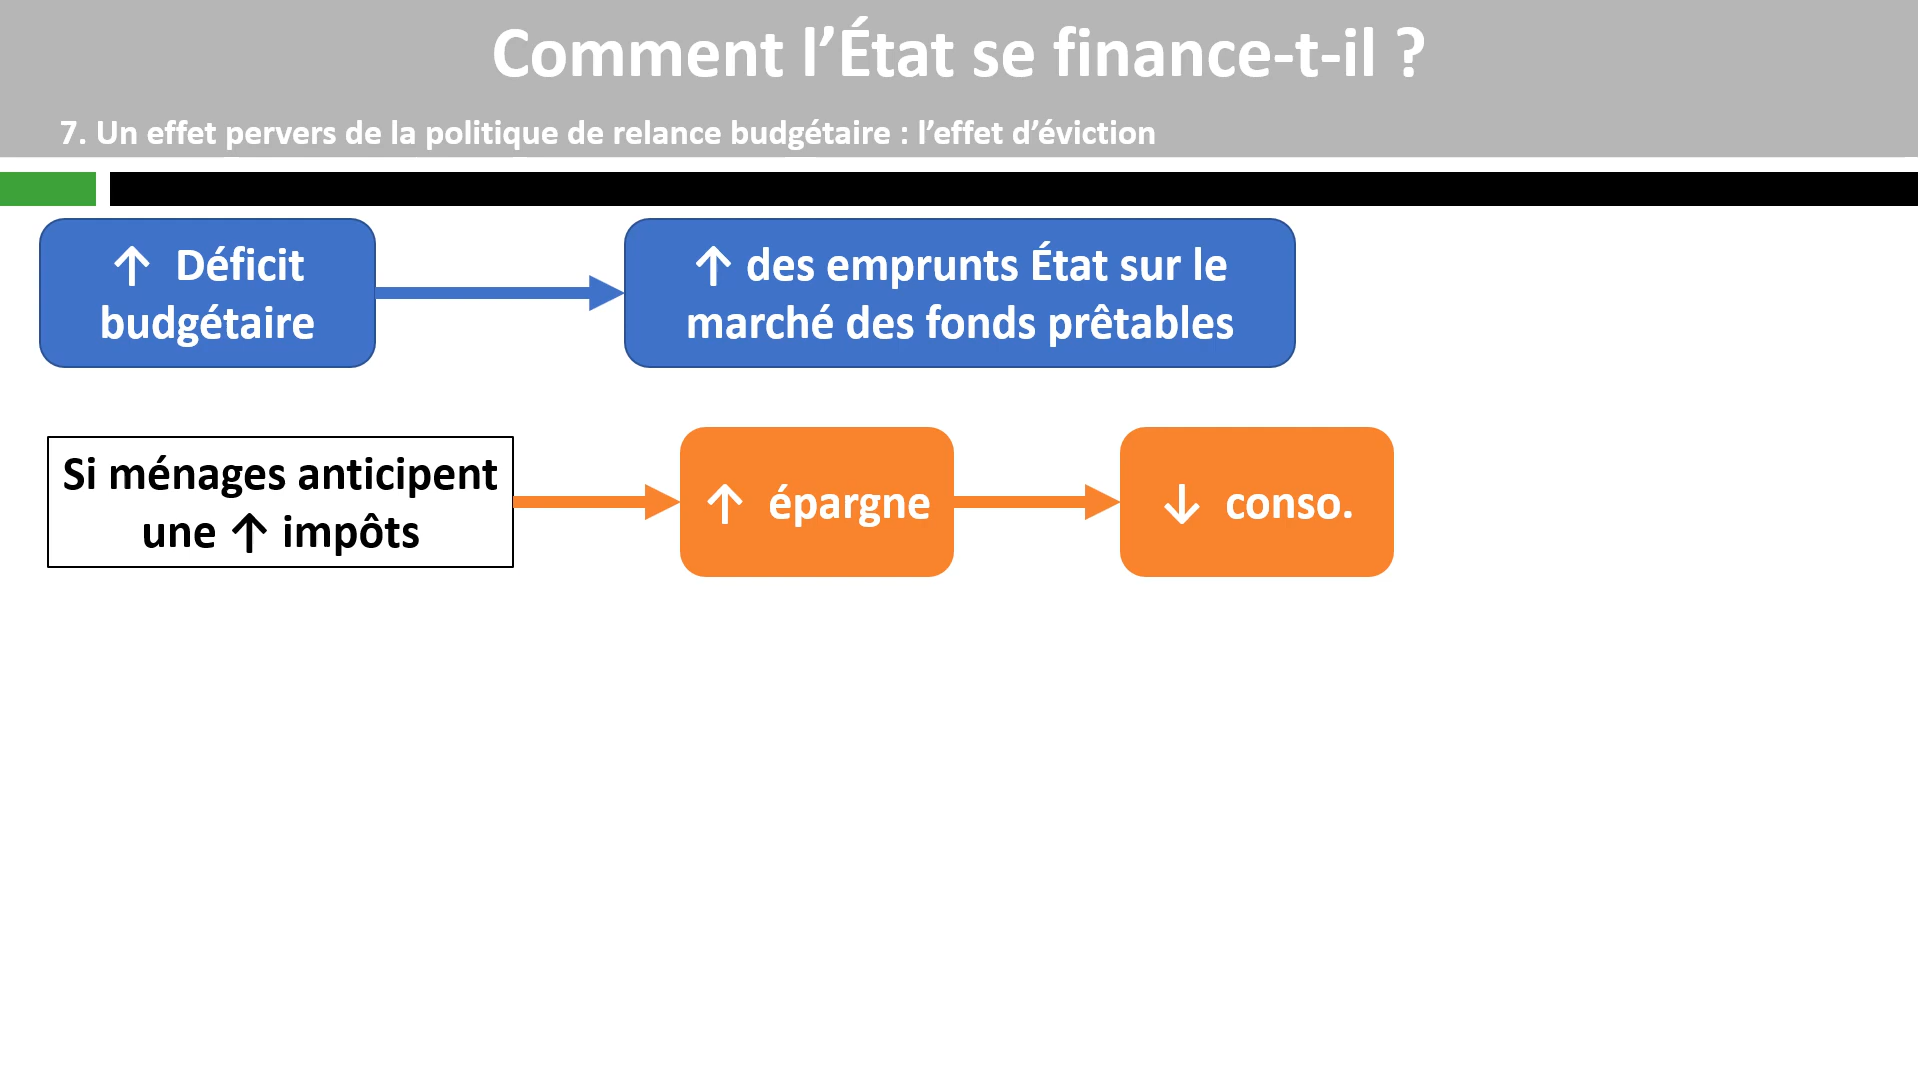 Comment l’État se finance-t-il ?
7. Un effet pervers de la politique de relance budgétaire : l’effet d’éviction
↑ Déficit
budgétaire
↑ des emprunts État sur le
marché des fonds prêtables
Si ménages anticipent
une ↑ impôts
↑ épargne
↓ conso.